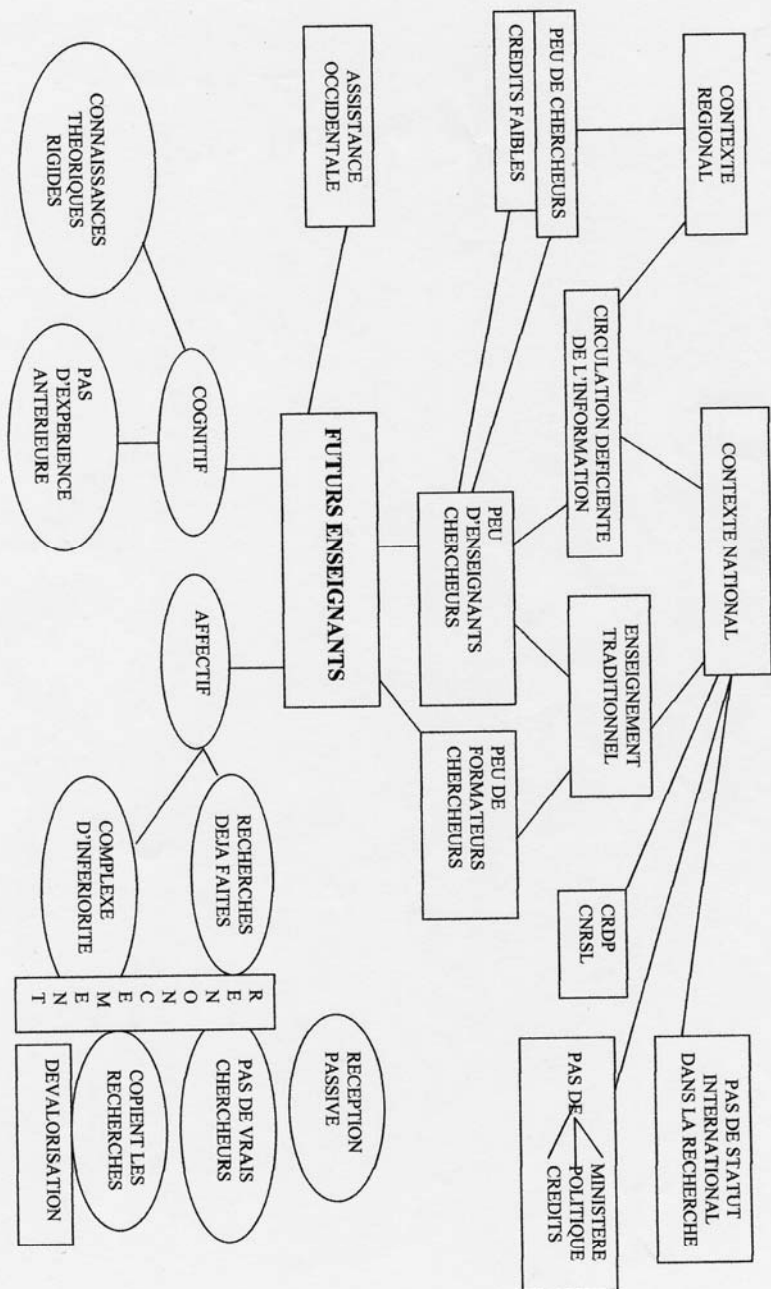 CONTEXTE
REGIONAL
CONTEXTE NATIONAL
PAS DE STATUT
INTERNATIONAL
DANS LA RECHERCHE
PEU DE CHERCHEURS
CREDITS FAIBLES
CIRCULATION DEFICIENTE
DE L'INFORMATION
ENSEIGNEMENT
TRADITIONNEL
CRDP
CNRSL
PAS DE
MINISTERE
POLITIQUE
CREDITS
PEU
D'ENSEIGNANTS
CHERCHEURS
PEU DE
FORMATEURS
CHERCHEURS
ASSISTANCE
OCCIDENTALE
FUTURS ENSEIGNANTS
RECEPTION
PASSIVE
COGNITIF
AFFECTIF
CONNAISSANCES
THEORIQUES
RIGIDES
PAS
D'EXPERIENCE
ANTERIEURE
RECHERCHES
DEJA FAITES
COMPLEXE
D'INFERIORITE
RENONCEMENT
PAS DE VRAIS
CHERCHEURS
COPIENT LES
RECHERCHES
DEVALORISATION